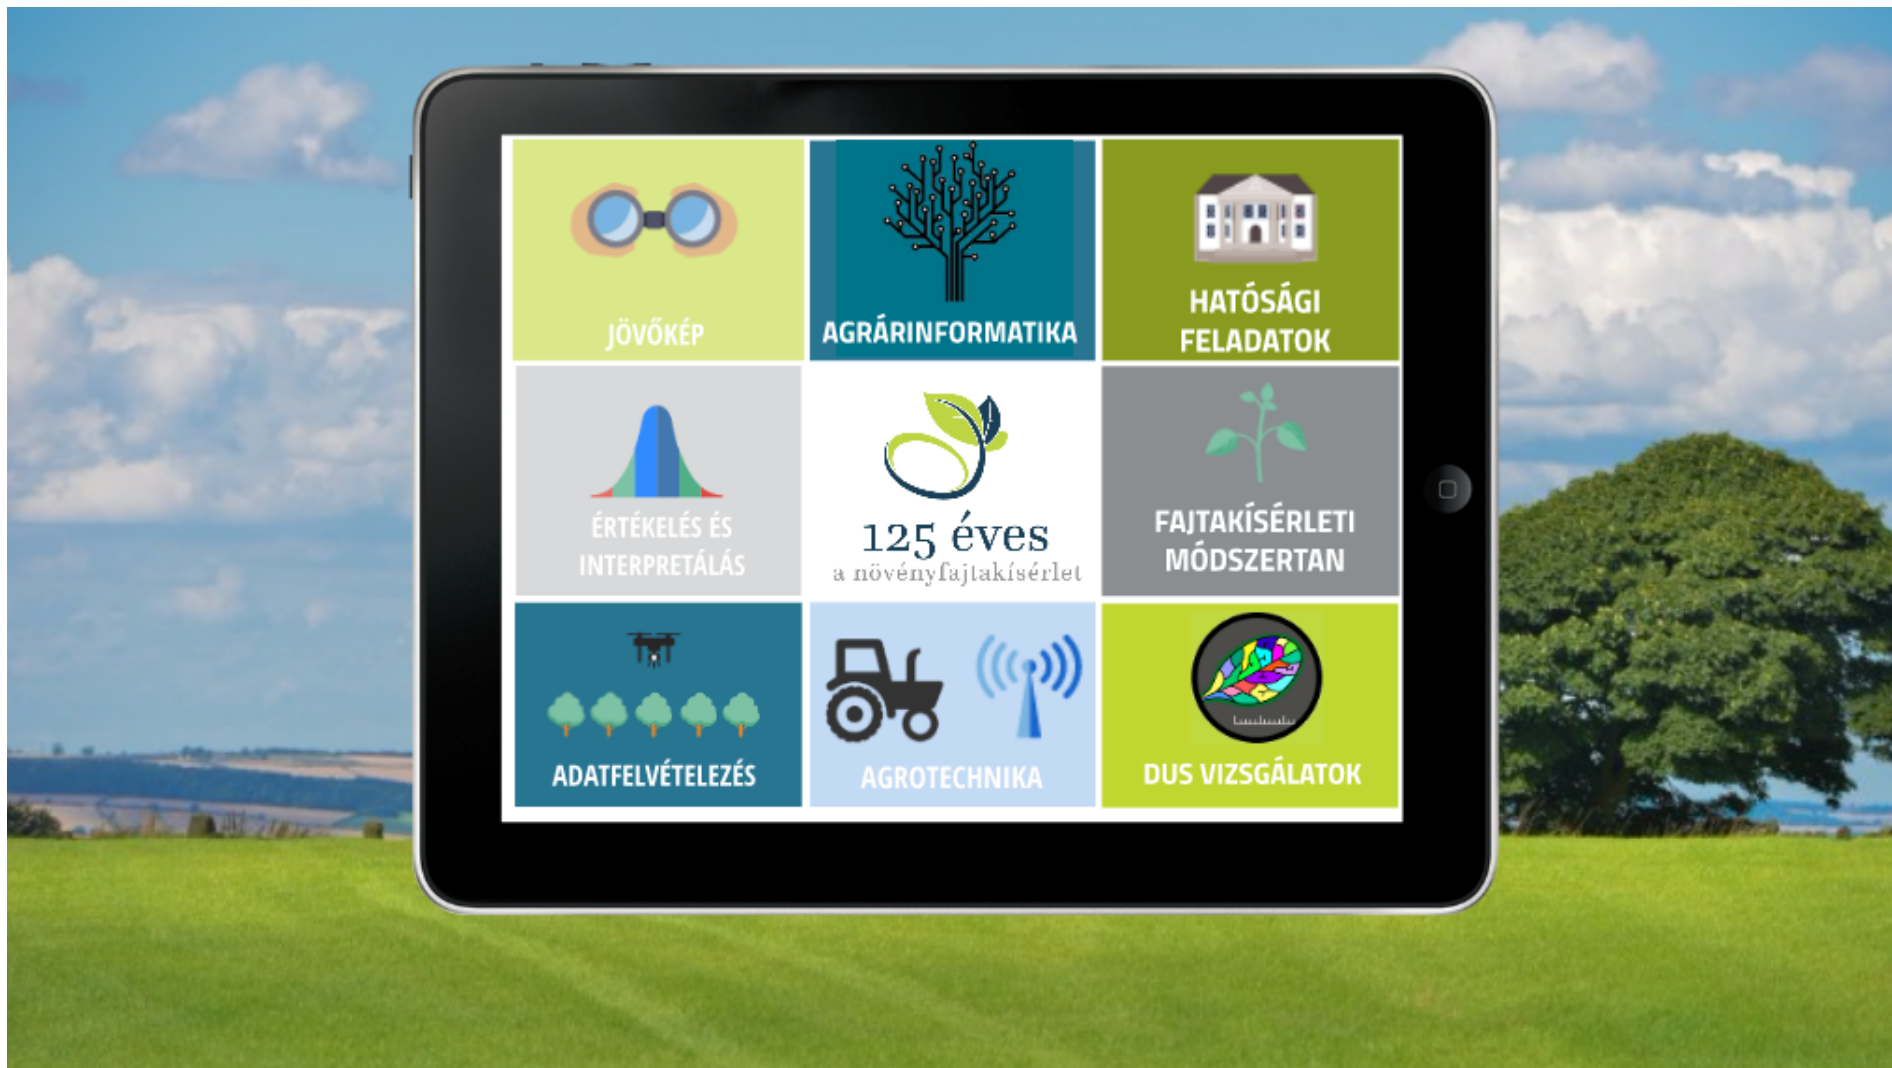 JÖVŐKÉP
AGRÁRINFORMATIKA
HATÓSÁGI
FELADATOK
ÉRTÉKELÉS ÉS
INTERPRETÁLÁS
125 éves
a növényfajtakísérlet
FAJTAKÍSÉRLETI
MÓDSZERTAN
ADATFELVÉTELEZÉS
AGROTECHNIKA
DUS VIZSGÁLATOK